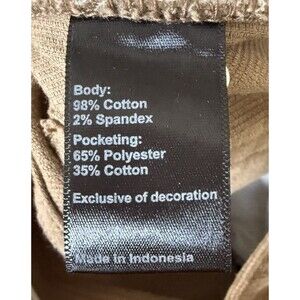 Body:
98% Cotton
2% Spandex
Pocketing:
65% Polyester
35% Cotton
Exclusive of decoration
Made in Indonesia